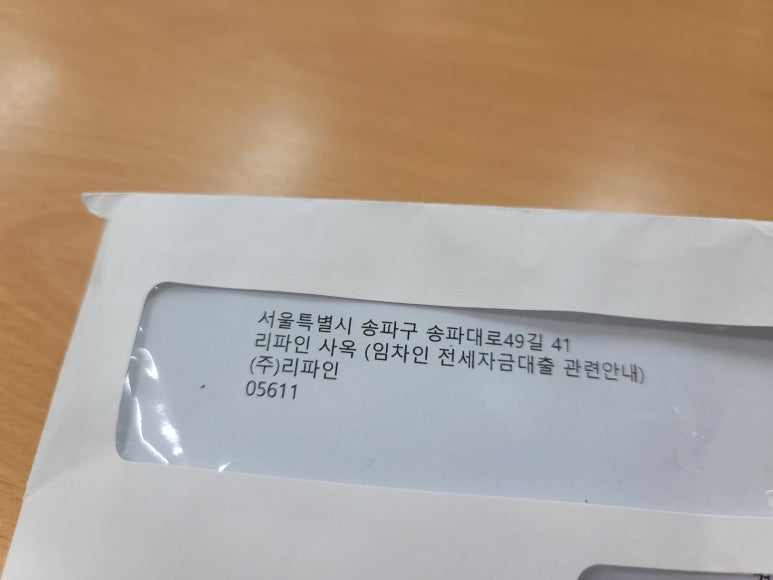 서울특별시 송파구 송파대로49길 41
리파인 사옥 (임차인 전세자금대출 관련안내)
(주)리파인
05611